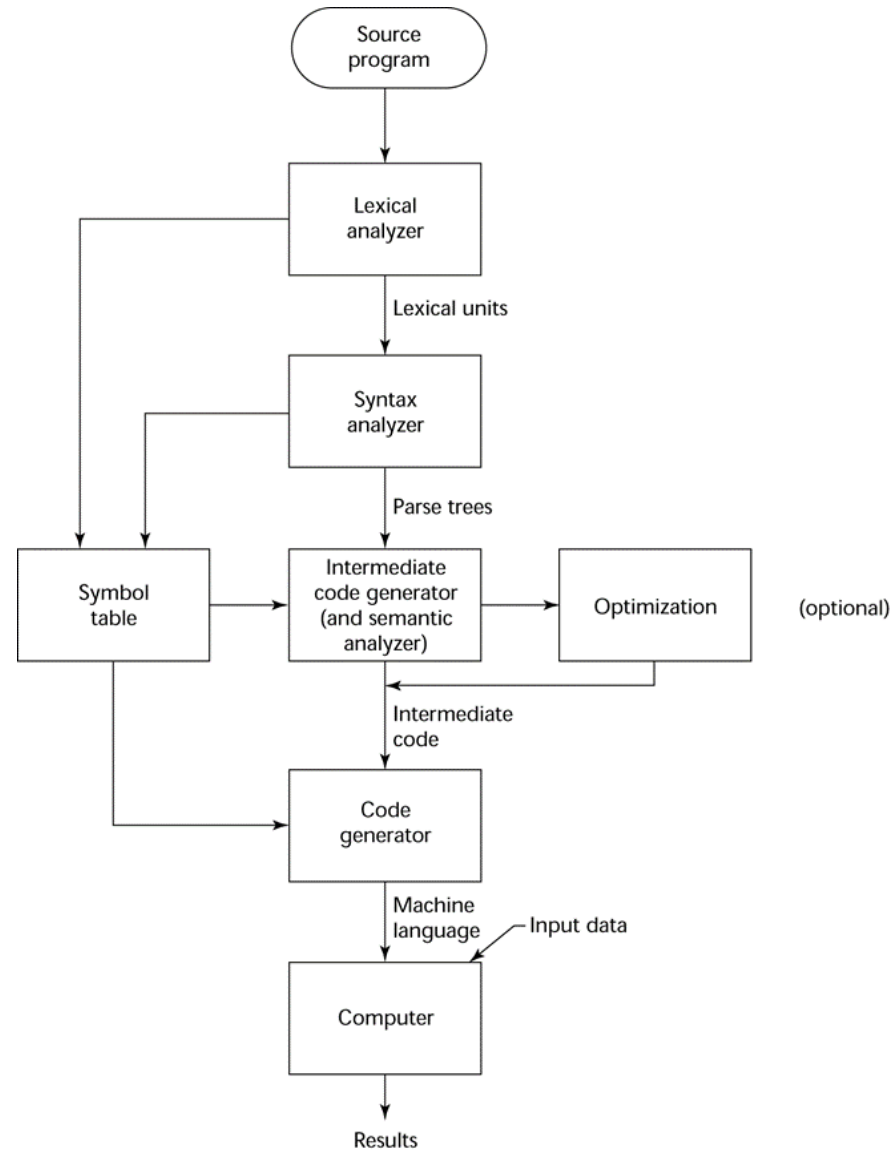 Source
program
Lexical
analyzer
Lexical units
Syntax
analyzer
Parse trees
Symbol
table
Intermediate
code generator
(and semantic
analyzer)
Optimization
(optional)
Intermediate
code
Code
generator
Machine
language
Input data
Computer
Results